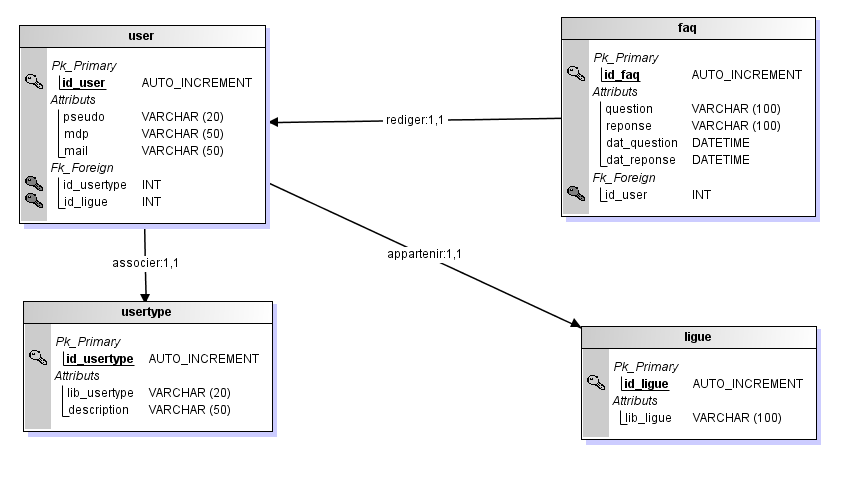 user
Pk_Primary
id_user AUTO_INCREMENT
Attributs
pseudo VARCHAR (20)
mdp VARCHAR (50)
mail VARCHAR (50)
Fk_Foreign
id_usertype INT
id_ligue INT
faq
Pk_Primary
id_faq AUTO_INCREMENT
Attributs
question VARCHAR (100)
reponse VARCHAR (100)
dat_question DATETIME
dat_reponse DATETIME
Fk_Foreign
id_user INT
rediger:1,1
appartenir:1,1
associer:1,1
usertype
Pk_Primary
id_usertype AUTO_INCREMENT
Attributs
lib_usertype VARCHAR (20)
description VARCHAR (50)
ligue
Pk_Primary
id_ligue AUTO_INCREMENT
Attributs
lib_ligue VARCHAR (100)